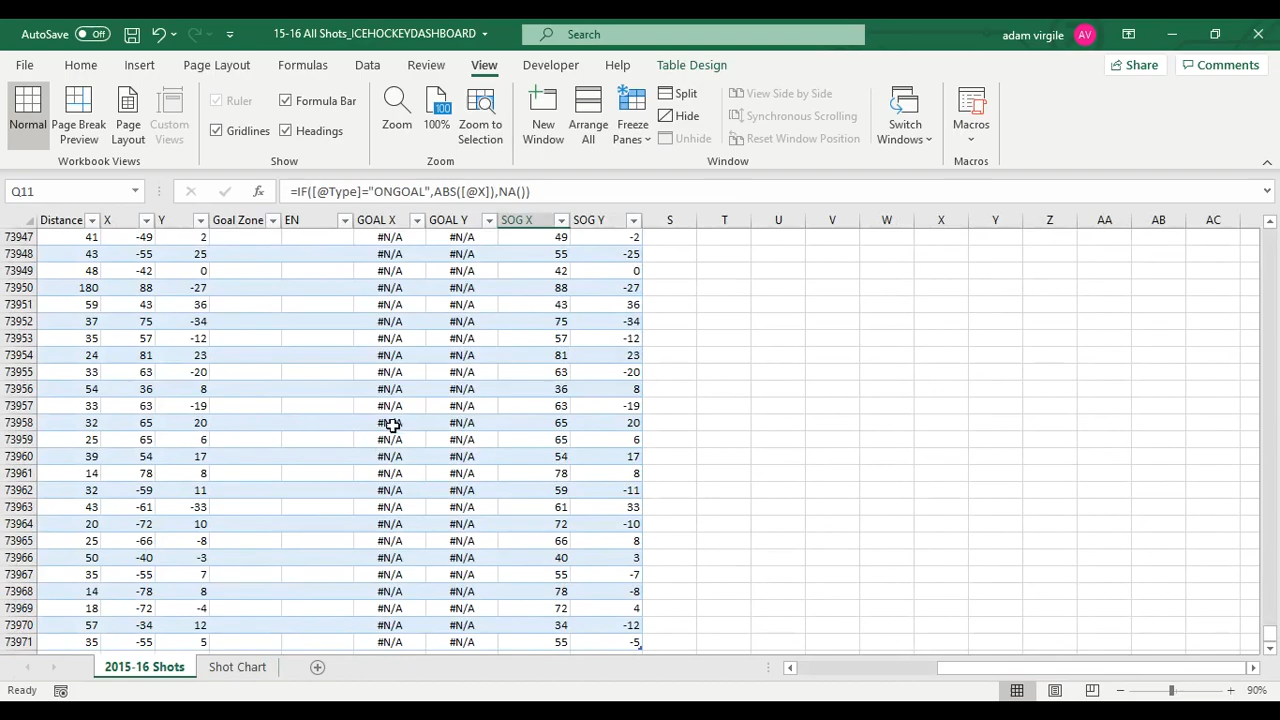 AutoSave Off 15-16 All Shots_ICEHOCKEYDASHBOARD Search adam virgile AV
File Home Insert Page Layout Formulas Data Review View Developer Help Table Design Share Comments
Normal Page Break Preview Page Layout Custom Views
Ruler Formula Bar
Gridlines Headings
Zoom 100% Zoom to Selection
New Window Arrange All Freeze Panes
Split
Hide
Unhide
View Side by Side
Synchronous Scrolling
Reset Window Position
Switch Windows Macros
Workbook Views Show Zoom Window Macros
Q11 fx =IF([@Type]="ONGOAL",ABS([@X]),NA())
Distance X Y Goal Zone EN GOAL X GOAL Y SOG X SOG Y S T U V W X Y Z AA AB AC
73947 41 -49 2 #N/A #N/A 49 -2
73948 43 -55 25 #N/A #N/A 55 -25
73949 48 -42 0 #N/A #N/A 42 0
73950 180 88 -27 #N/A #N/A 88 -27
73951 59 43 36 #N/A #N/A 43 36
73952 37 75 -34 #N/A #N/A 75 -34
73953 35 57 -12 #N/A #N/A 57 -12
73954 24 81 23 #N/A #N/A 81 23
73955 33 63 -20 #N/A #N/A 63 -20
73956 54 36 8 #N/A #N/A 36 8
73957 33 63 -19 #N/A #N/A 63 -19
73958 32 65 20 #N/A #N/A 65 20
73959 25 65 6 #N/A #N/A 65 6
73960 39 54 17 #N/A #N/A 54 17
73961 14 78 8 #N/A #N/A 78 8
73962 32 -59 11 #N/A #N/A 59 -11
73963 43 -61 -33 #N/A #N/A 61 33
73964 20 -72 10 #N/A #N/A 72 -10
73965 25 -66 -8 #N/A #N/A 66 8
73966 50 -40 -3 #N/A #N/A 40 3
73967 35 -55 7 #N/A #N/A 55 -7
73968 14 -78 8 #N/A #N/A 78 -8
73969 18 -72 -4 #N/A #N/A 72 4
73970 57 -34 12 #N/A #N/A 34 -12
73971 35 -55 5 #N/A #N/A 55 -5
2015-16 Shots Shot Chart
Ready 90%